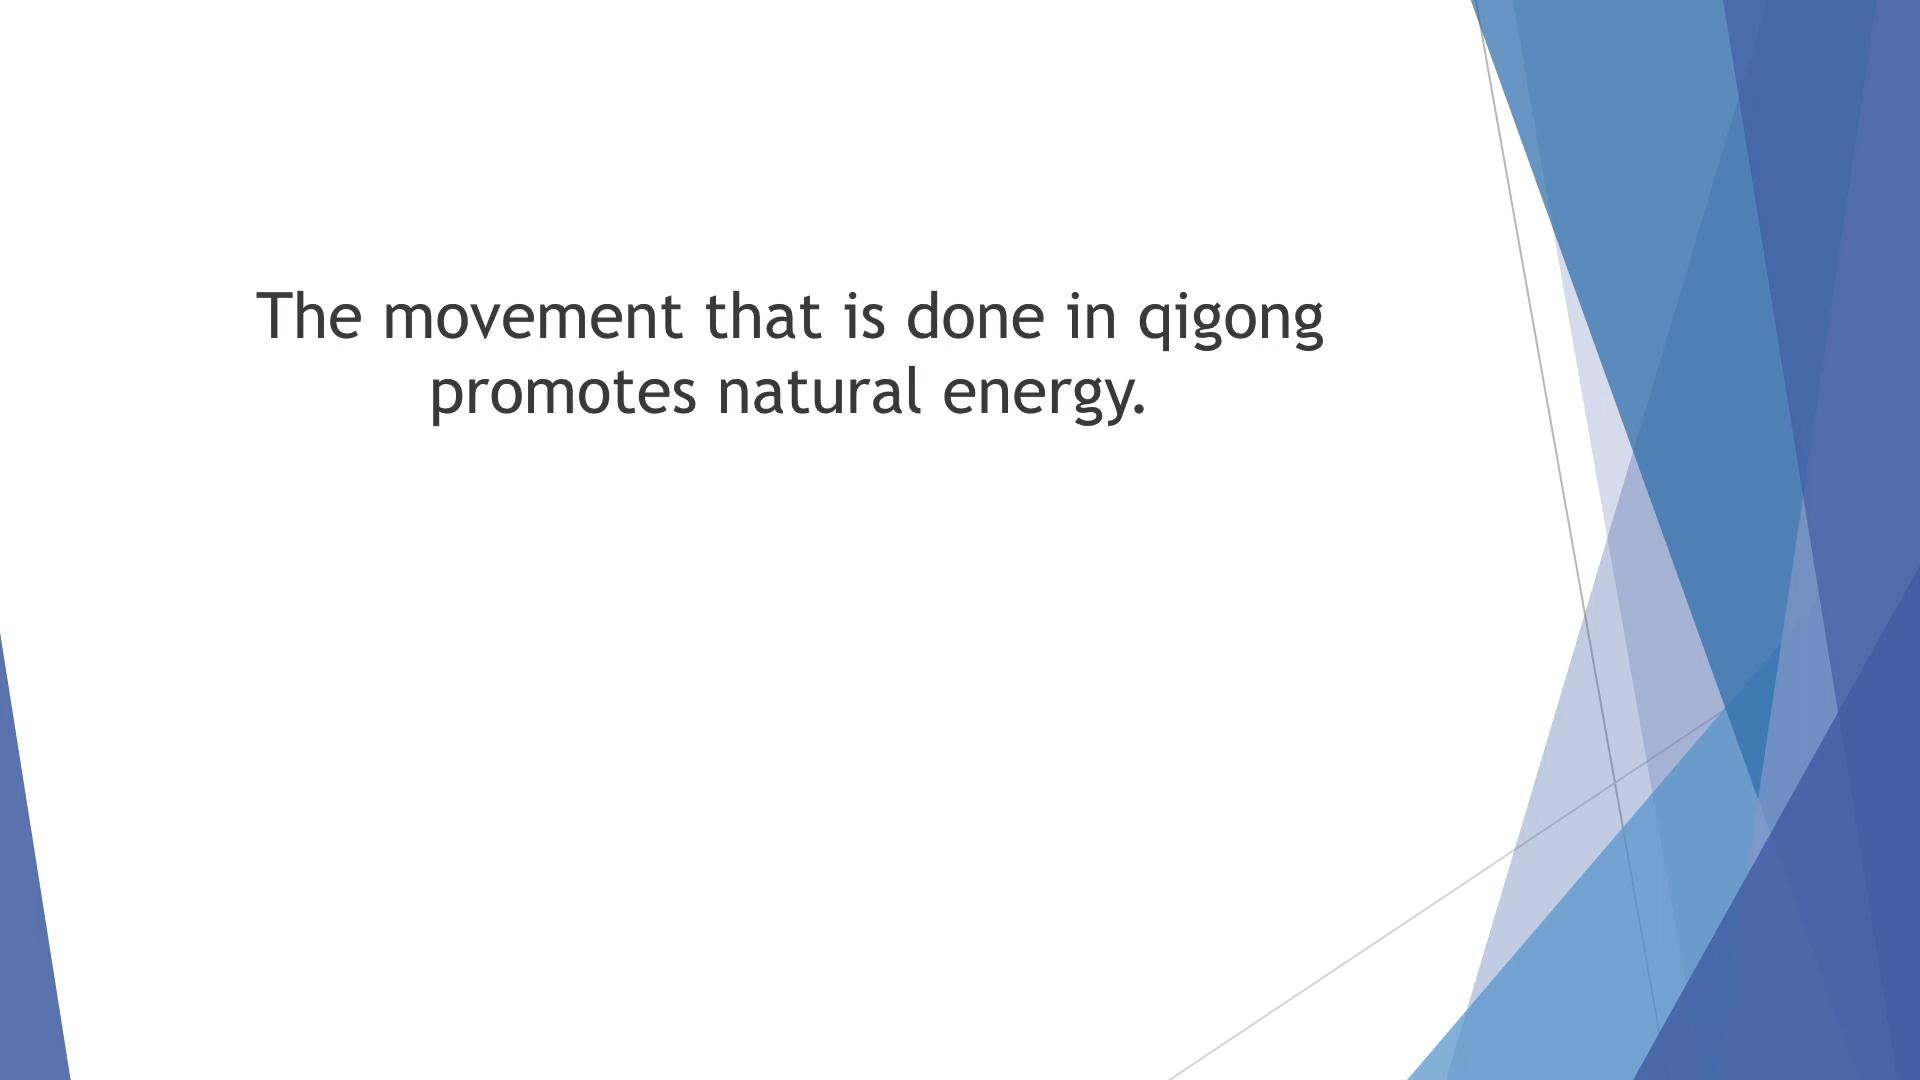 The movement that is done in qigong
promotes natural energy.